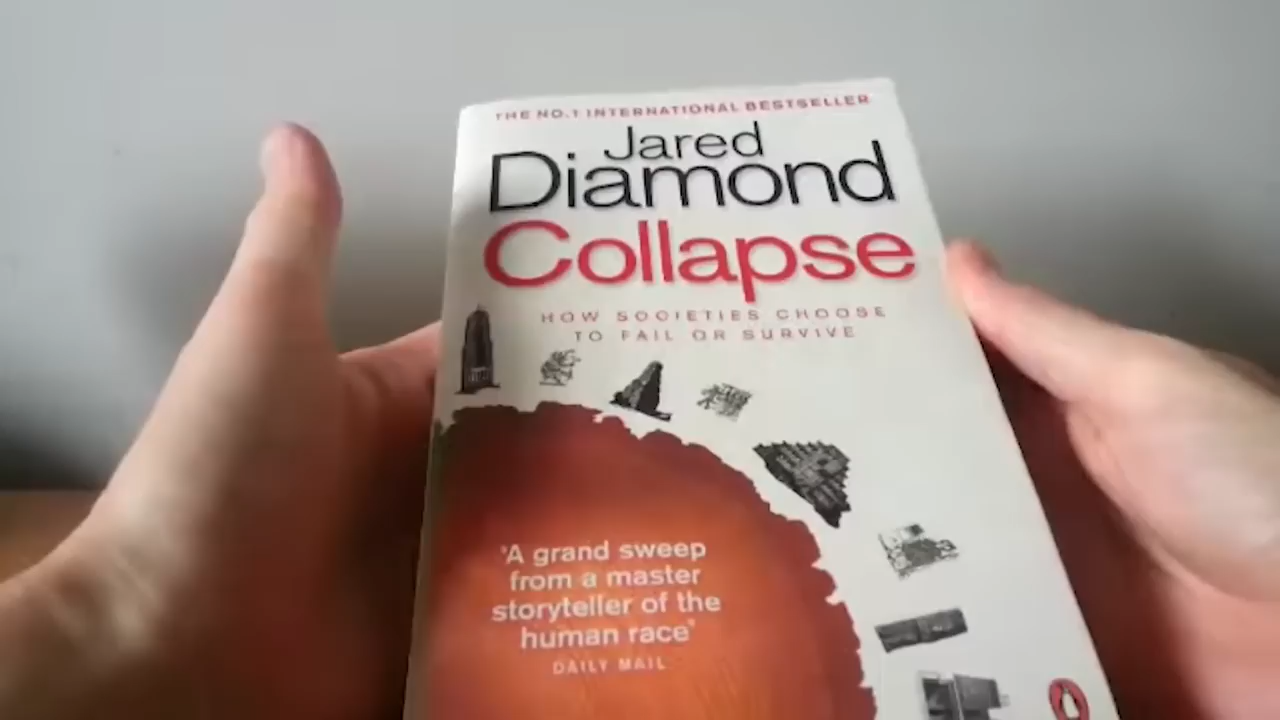 THE NO.1 INTERNATIONAL BESTSELLER
Jared
Diamond
Collapse
HOW SOCIETIES CHOOSE
TO FAIL OR SURVIVE
'A grand sweep
from a master
storyteller of the
human race'
DAILY MAIL